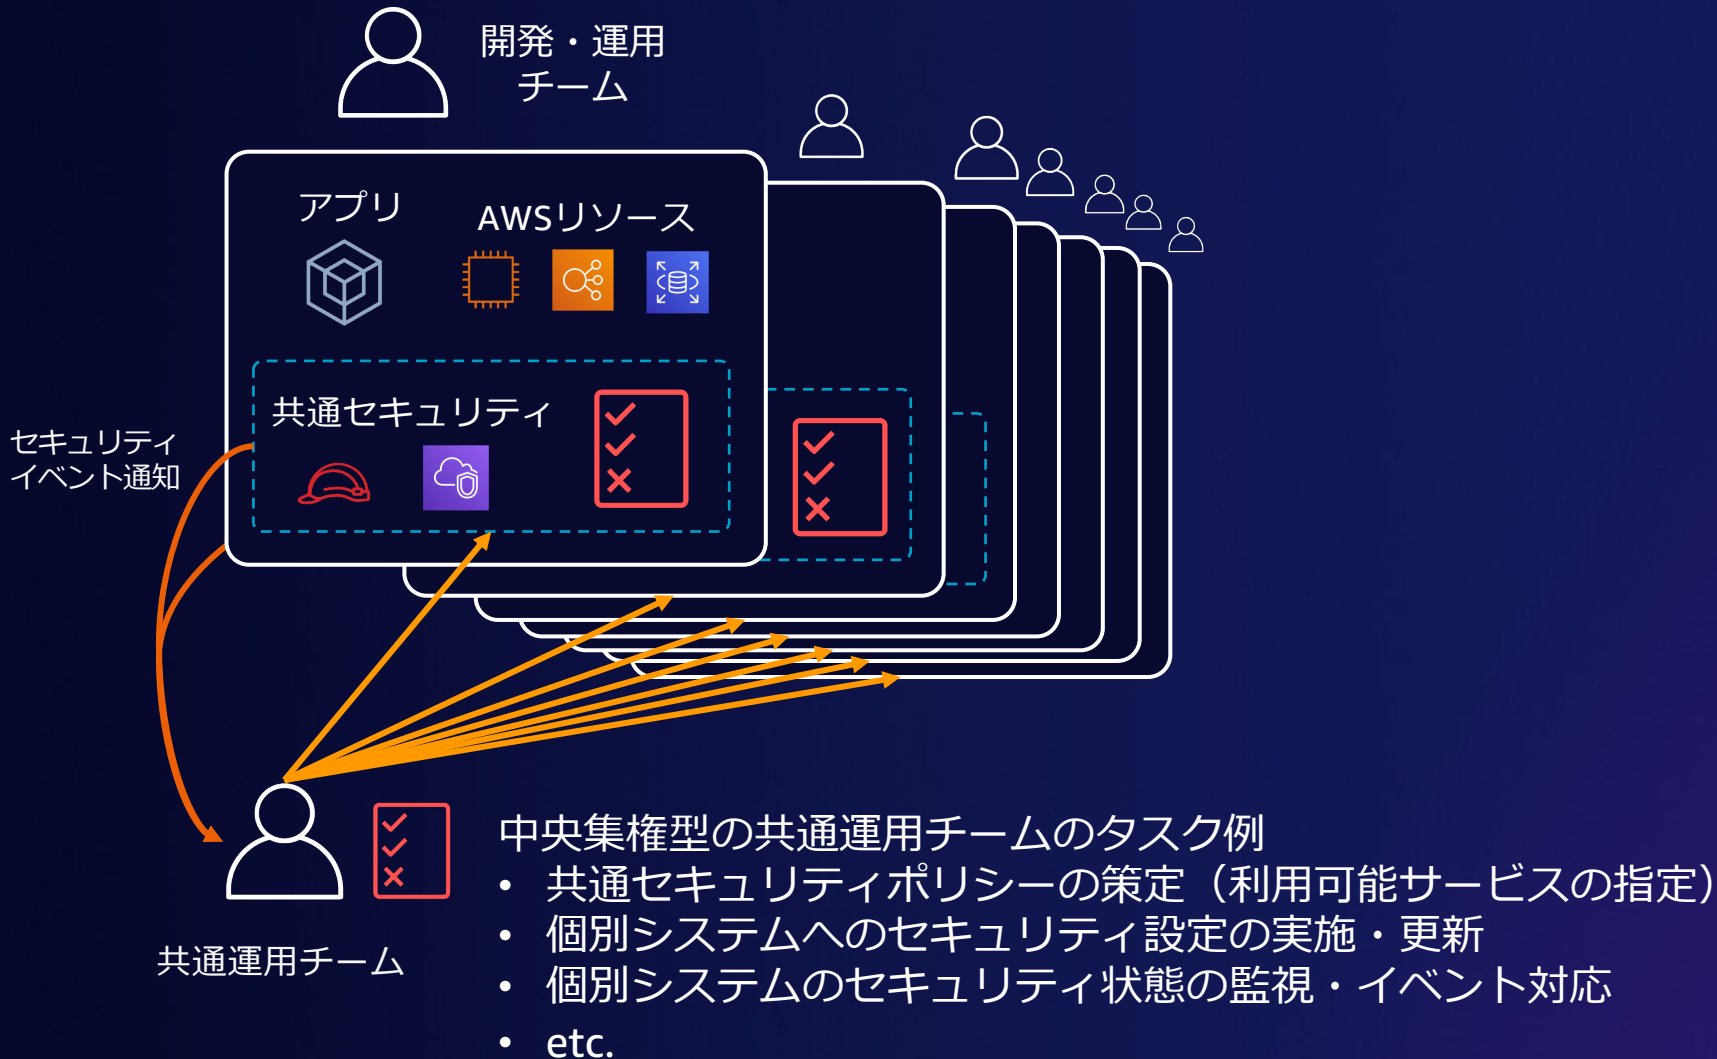 開発・運用
チーム
アプリ
AWSリソース
共通セキュリティ
セキュリティ
イベント通知
共通運用チーム
中央集権型の共通運用チームのタスク例
• 共通セキュリティポリシーの策定（利用可能サービスの指定）
• 個別システムへのセキュリティ設定の実施・更新
• 個別システムのセキュリティ状態の監視・イベント対応
• etc.